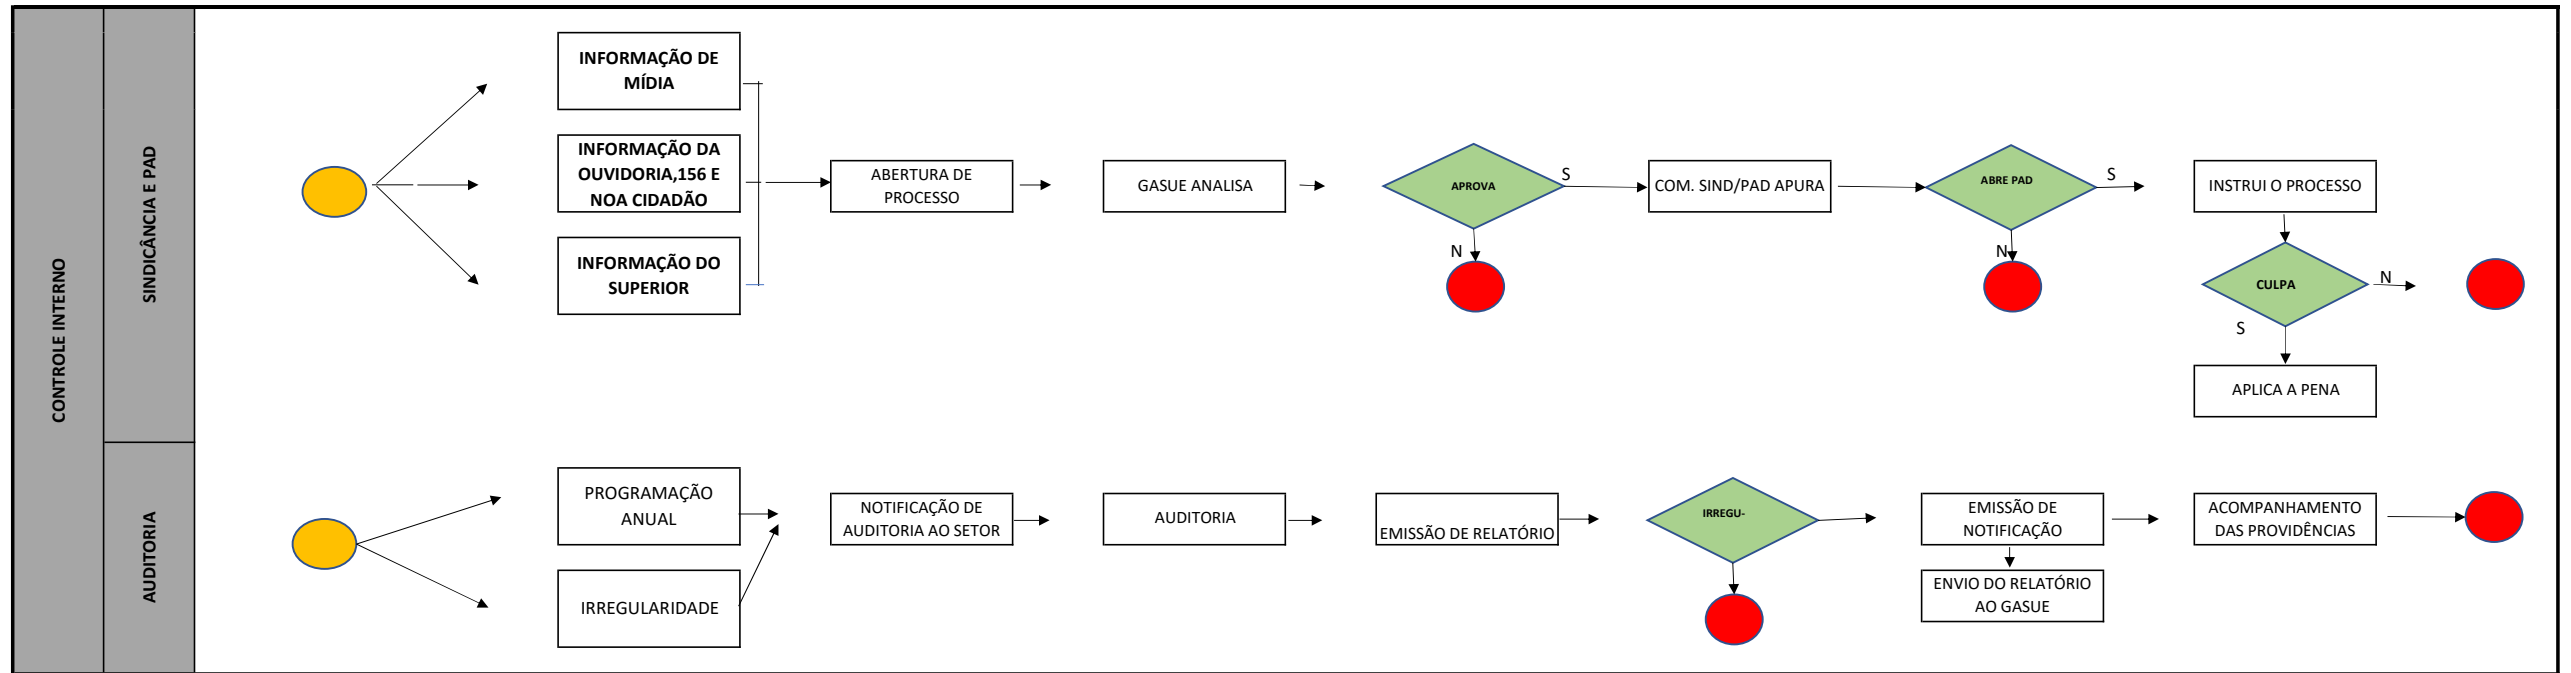 CONTROLE INTERNO
SINDICÂNCIA E PAD
INFORMAÇÃO DE
MÍDIA
INFORMAÇÃO DA
OUVIDORIA,156 E
NOA CIDADÃO
INFORMAÇÃO DO
SUPERIOR
ABERTURA DE
PROCESSO
GASUE ANALISA
APROVA
S
N
COM. SIND/PAD APURA
ABRE PAD
S
N
INSTRUI O PROCESSO
CULPA
N
S
APLICA A PENA
AUDITORIA
PROGRAMAÇÃO
ANUAL
IRREGULARIDADE
NOTIFICAÇÃO DE
AUDITORIA AO SETOR
AUDITORIA
EMISSÃO DE RELATÓRIO
IRREGU-
EMISSÃO DE
NOTIFICAÇÃO
ENVIO DO RELATÓRIO
AO GASUE
ACOMPANHAMENTO
DAS PROVIDÊNCIAS